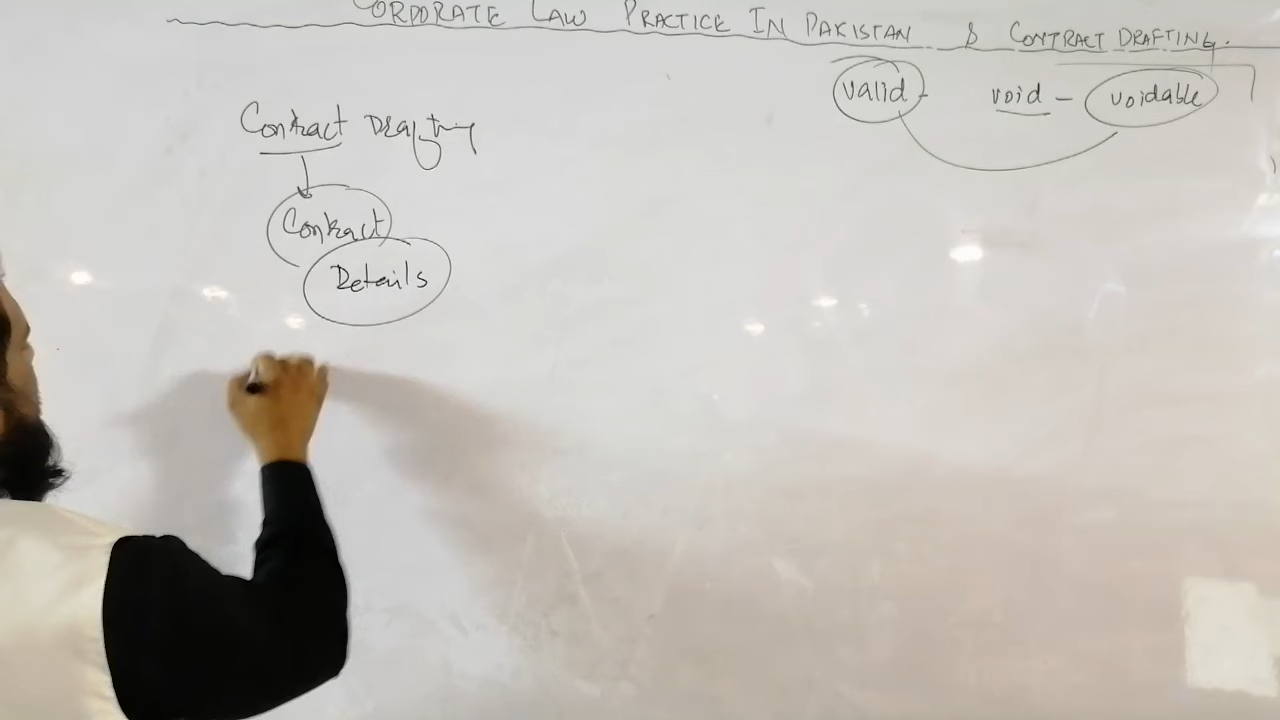 CORPORATE LAW PRACTICE IN PAKISTAN & CONTRACT DRAFTING.
valid - void - voidable
Contract Drafting
Contract
Details